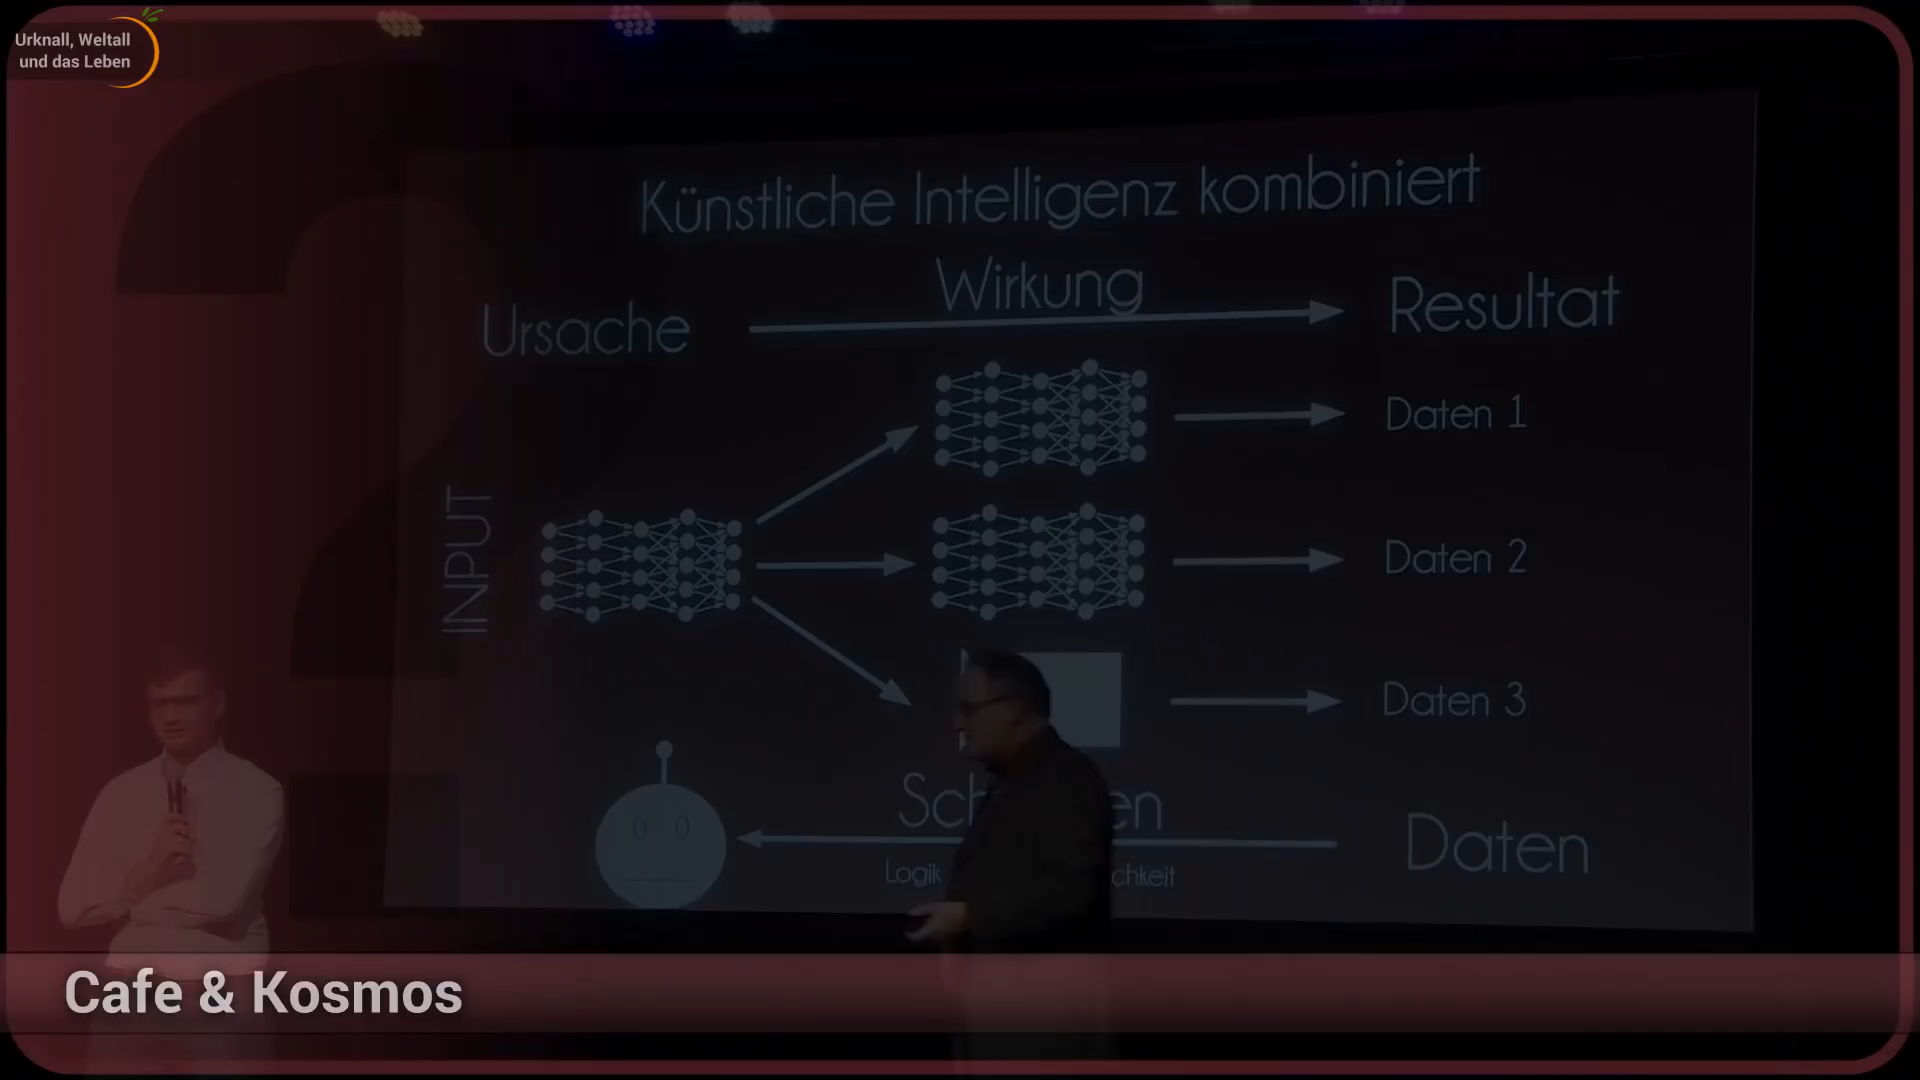 Urknall, Weltall
und das Leben
Künstliche Intelligenz kombiniert
Wirkung
Ursache
Resultat
Daten 1
INPUT
Daten 2
Daten 3
Daten
Logik
Cafe & Kosmos